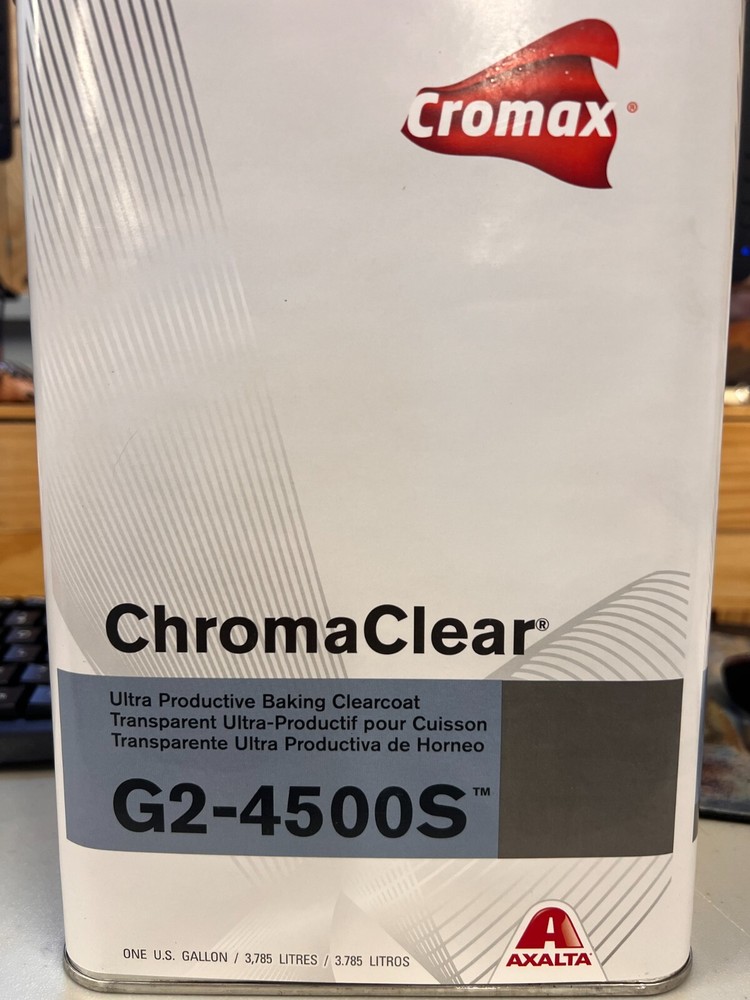 Cromax®
ChromaClear®
Ultra Productive Baking Clearcoat
Transparent Ultra-Productif pour Cuisson
Transparente Ultra Productiva de Horneo
G2-4500S™
ONE U.S. GALLON / 3,785 LITRES / 3.785 LITROS
A
AXALTA